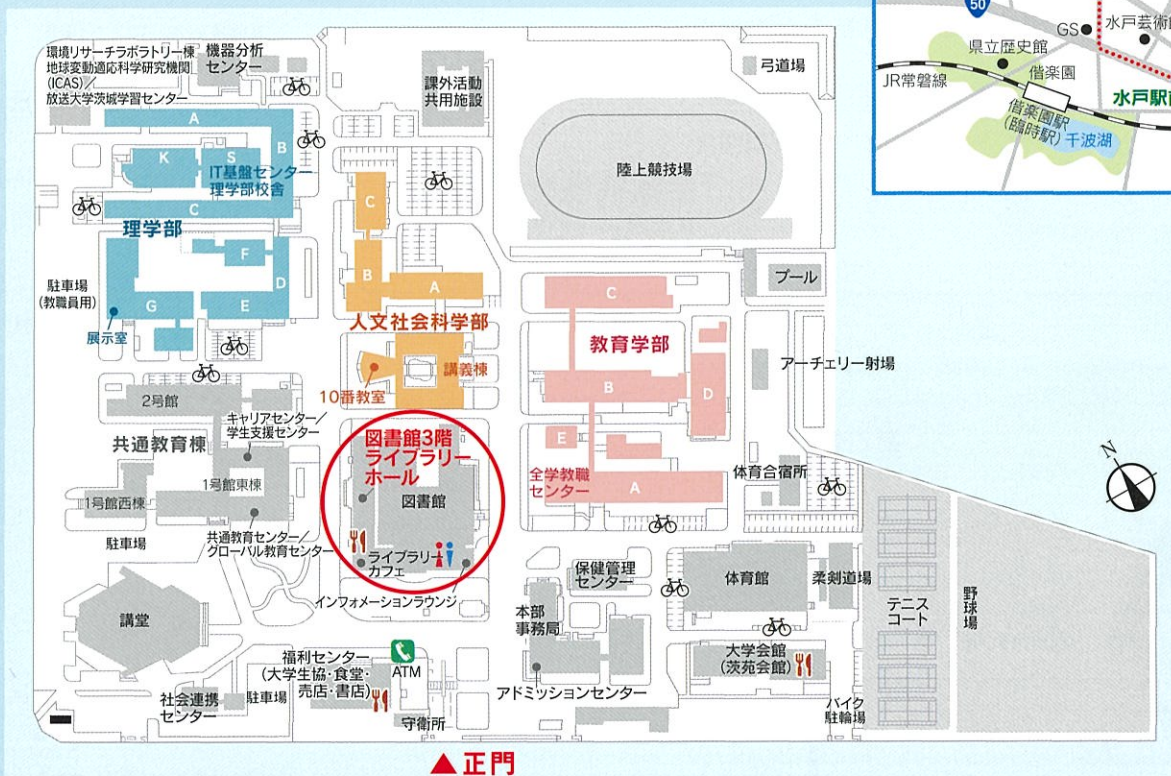 50
GS
水戸芸術
県立歴史館
JR常磐線
偕楽園
水戸駅
偕楽園駅
(臨時駅)
千波湖
環境リサーチラボラトリー棟
地球変動適応科学研究機関
(ICAS)/
放送大学茨城学習センター
機器分析
センター
課外活動
共用施設
弓道場
陸上競技場
プール
A
B
K
S
IT基盤センター
理学部校舎
C
理学部
F
D
G
E
駐車場
(教職員用)
展示室
C
B
A
人文社会科学部
講義棟
10番教室
C
教育学部
B
D
E
全学教職
センター
A
アーチェリー射場
体育合宿所
N
2号館
キャリアセンター/
学生支援センター
共通教育棟
1号館東棟
1号館西棟
駐車場
共通教育センター/
グローバル教育センター
図書館3階
ライブラリー
ホール
図書館
ライブラリー
カフェ
インフォメーションラウンジ
保健管理
センター
本部
事務局
アドミッションセンター
体育館
柔剣道場
大学会館
(茨苑会館)
テニス
コート
野球場
バイク
駐輪場
講堂
福利センター
(大学生協・食堂・
売店・書店)
ATM
社会連携
センター
駐車場
守衛所
▲正門